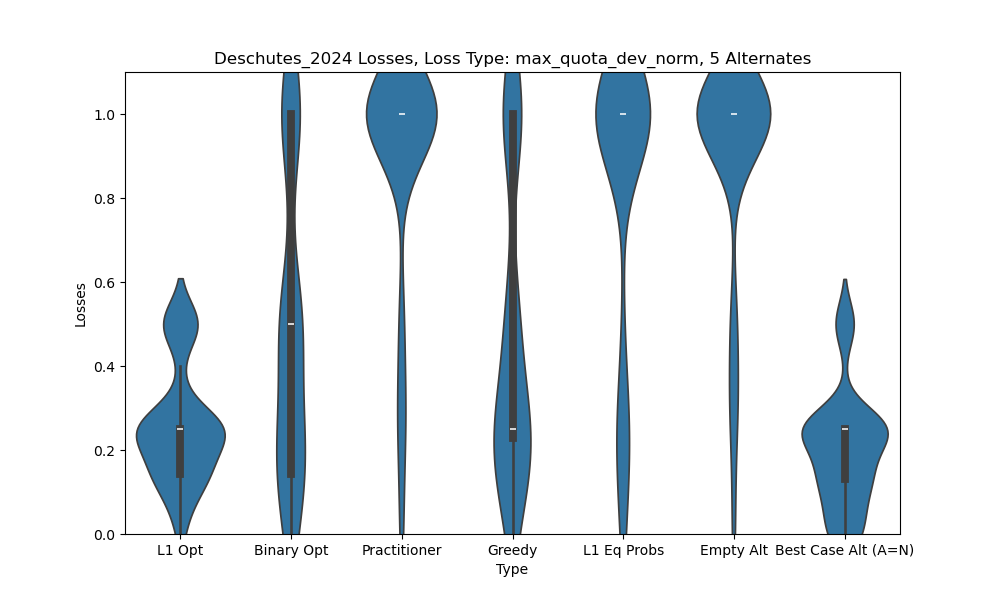 Deschutes_2024 Losses, Loss Type: max_quota_dev_norm, 5 Alternates
1.0
0.8
0.6
0.4
0.2
0.0
Losses
L1 Opt Binary Opt Practitioner Greedy L1 Eq Probs Empty Alt Best Case Alt (A=N)
Type